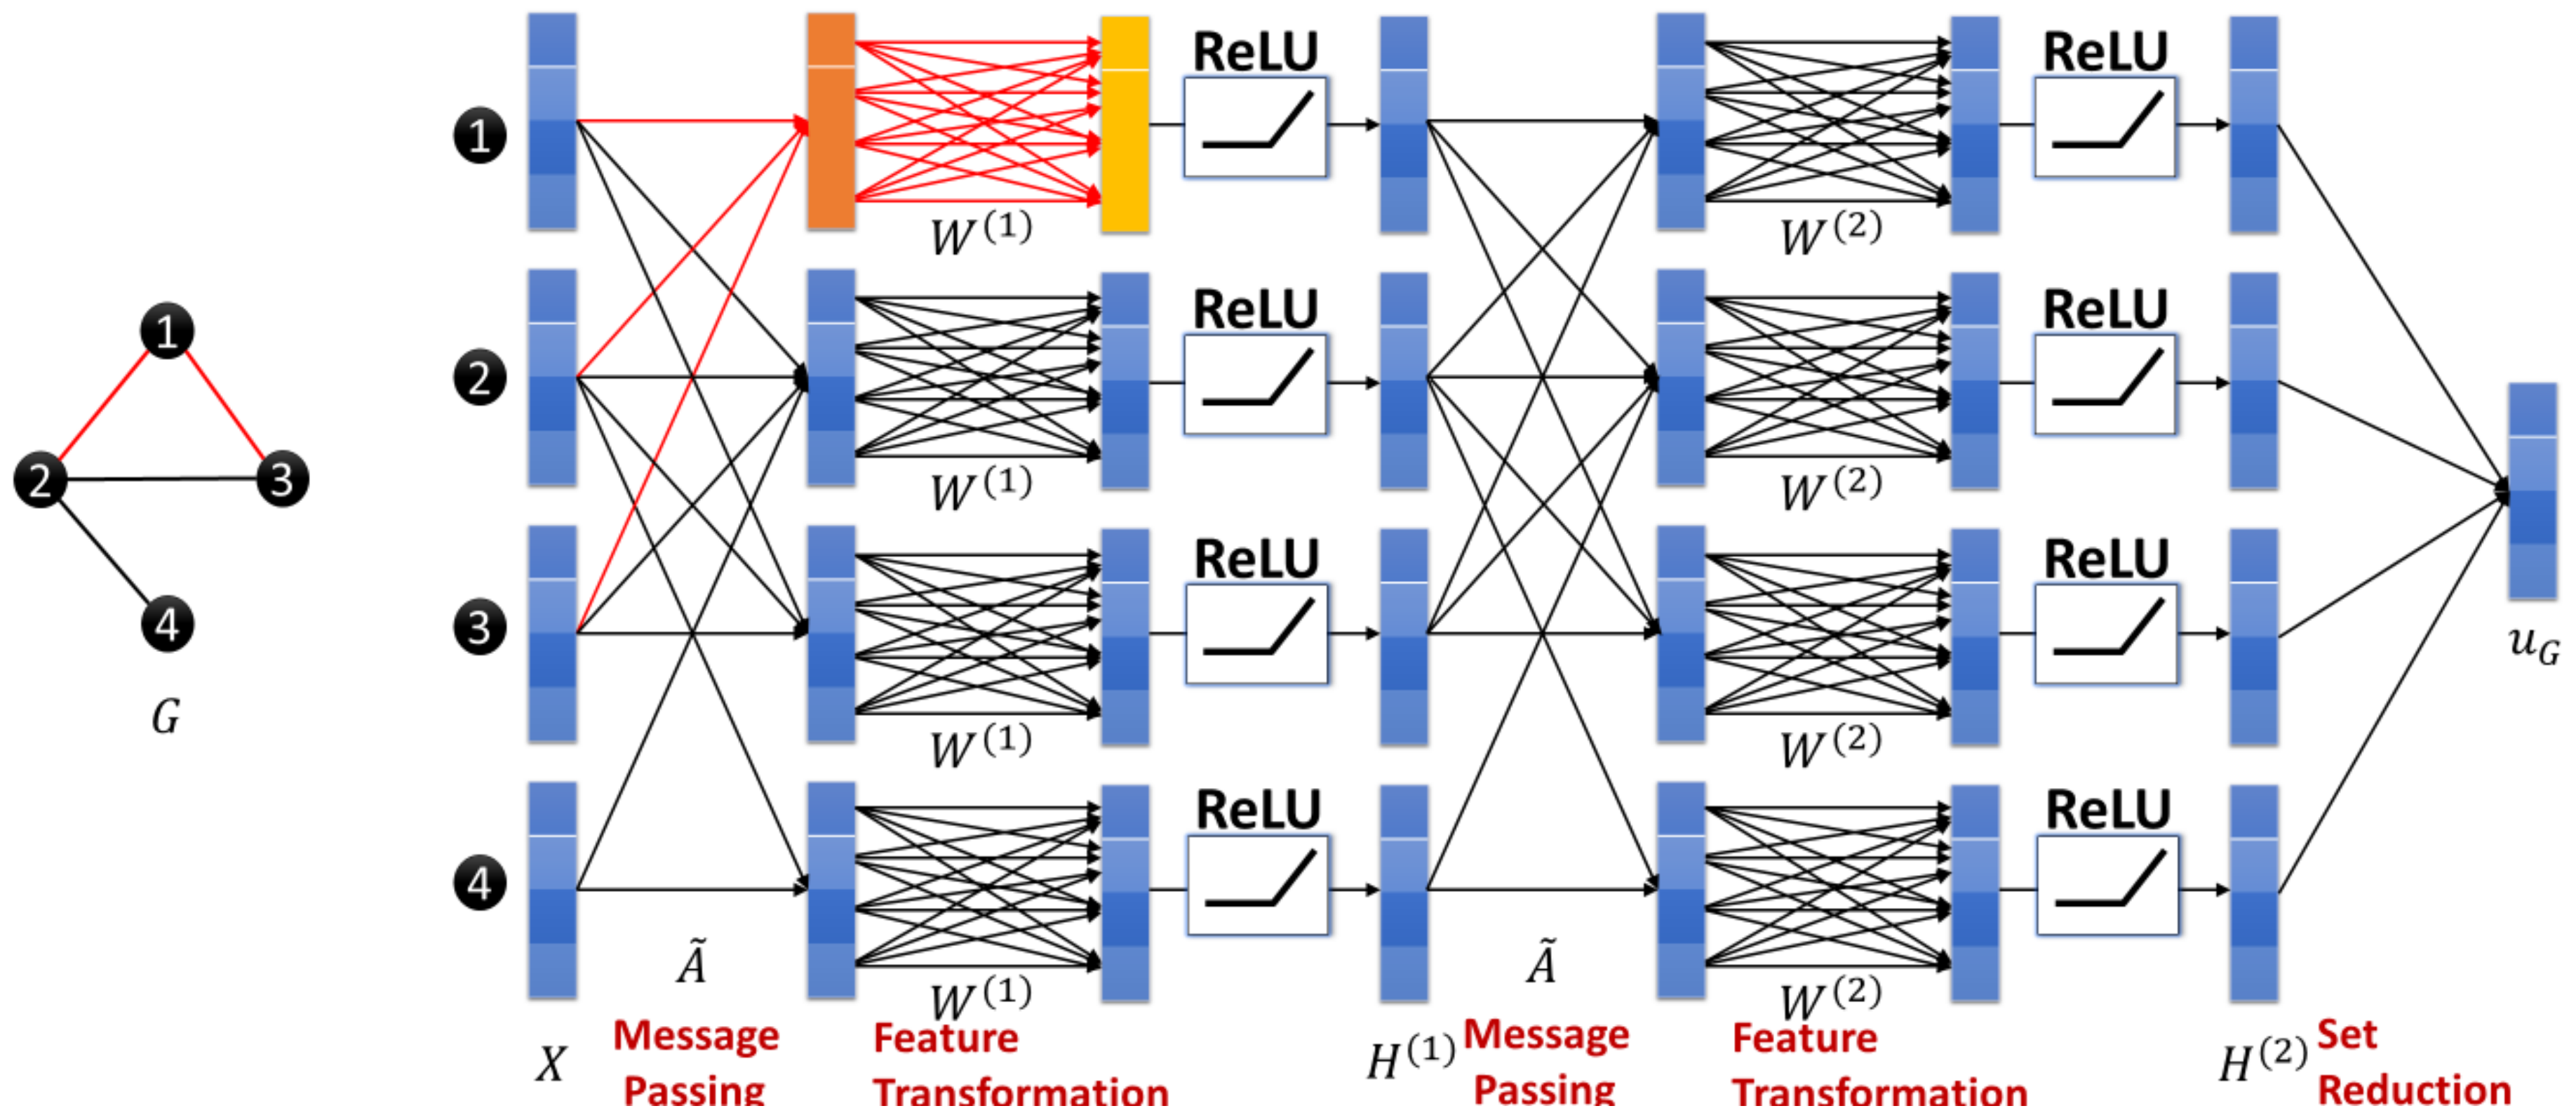 1
2
3
4
G
1
2
3
4
ReLU
ReLU
W^(1)
W^(2)
ReLU
ReLU
W^(1)
W^(2)
ReLU
ReLU
W^(1)
W^(2)
ReLU
ReLU
W^(1)
W^(2)
u_G
Ã
Ã
X
Message
Passing
Feature
Transformation
H^(1)
Message
Passing
Feature
Transformation
H^(2)
Set
Reduction